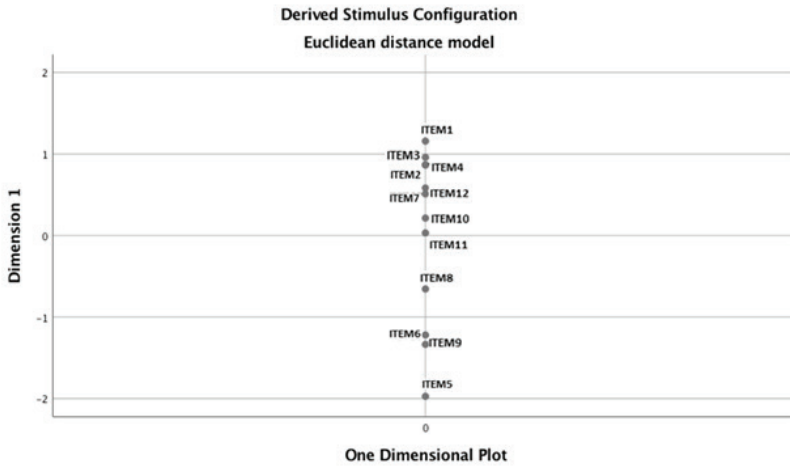 Derived Stimulus Configuration
Euclidean distance model
2
ITEM1
1
ITEM3
ITEM4
ITEM2
ITEM12
ITEM7
ITEM10
0
ITEM11
ITEM8
-1
ITEM6
ITEM9
ITEM5
-2
Dimension 1
0
One Dimensional Plot